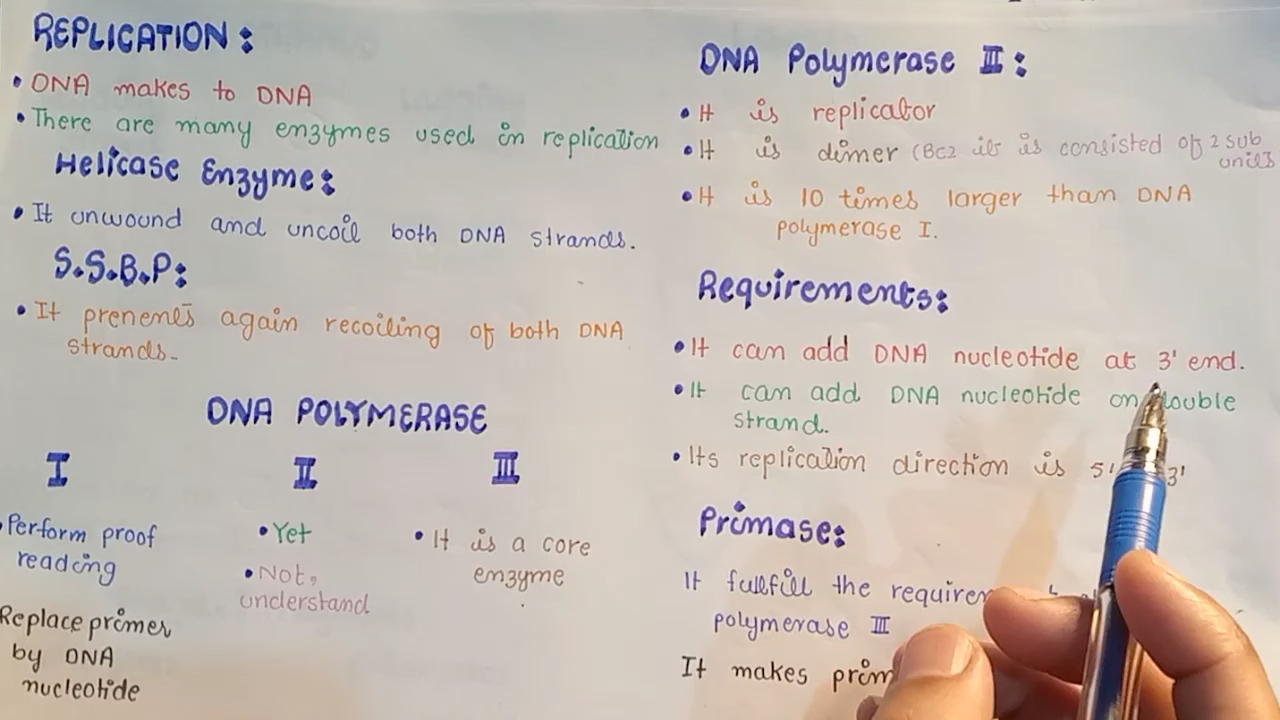 REPLICATION:
• DNA makes to DNA
• There are many enzymes used in replication
Helicase Enzyme:
• It unwound and uncoil both DNA strands.
S.S.B.P:
• It prenents again recoiling of both DNA
strands.
DNA POLYMERASE
I
Perform proof
reading
Replace primer
by DNA
nucleotide
II
• Yet
• Not,
understand
III
• It is a core
enzyme
DNA Polymerase II:
• It is replicator
• It is dimer (Bcz it is consisted of 2 sub
units
• It is 10 times larger than DNA
polymerase I.
Requirements:
• It can add DNA nucleotide at 3' end.
• It can add DNA nucleotide on double
strand.
• Its replication direction is 5' 3'
Primase:
It fulfill the
polymerase III
It makes